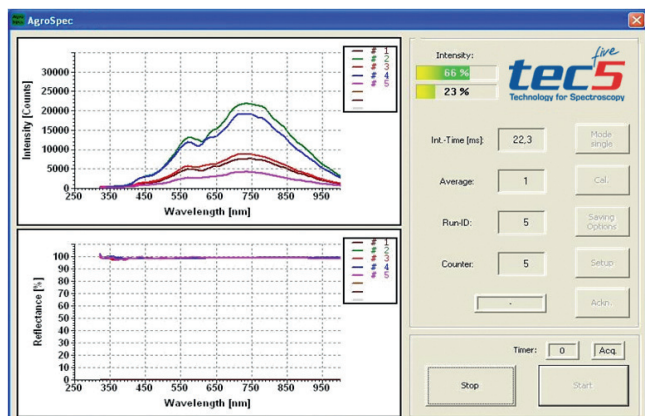 AgroSpec
Intensity [Counts]
30000
25000
20000
15000
10000
5000
0
250 350 450 550 650 750 850 950
Wavelength [nm]
# 1
# 2
# 3
# 4
# 5
Reflectance [%]
100
90
80
70
60
50
40
30
20
10
0
250 350 450 550 650 750 850 950
Wavelength [nm]
# 1
# 2
# 3
# 4
# 5
Intensity:
66 %
23 %
five
tec5
Technology for Spectroscopy
Int.-Time [ms]: 22,3 Mode single
Average: 1 Cal.
Run-ID: 5 Saving Options
Counter: 5 Setup
- Ackn.
Timer: 0 Acq.
Stop Start